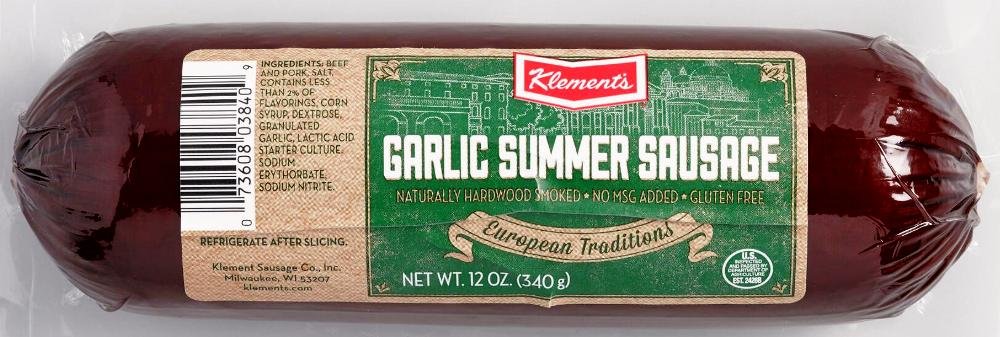 INGREDIENTS: BEEF
AND PORK, SALT,
CONTAINS LESS
THAN 2% OF
FLAVORINGS, CORN
SYRUP, DEXTROSE,
GRANULATED
GARLIC, LACTIC ACID
STARTER CULTURE,
SODIUM
ERYTHORBATE,
SODIUM NITRITE.
0 73608 03840 9
REFRIGERATE AFTER SLICING.
Klement Sausage Co., Inc.
Milwaukee, WI 53207
klements.com
Klement's
GARLIC SUMMER SAUSAGE
NATURALLY HARDWOOD SMOKED • NO MSG ADDED • GLUTEN FREE
European Traditions
NET WT. 12 OZ. (340 g)
U.S.
INSPECTED
AND PASSED BY
DEPARTMENT OF
AGRICULTURE
EST. 2426B